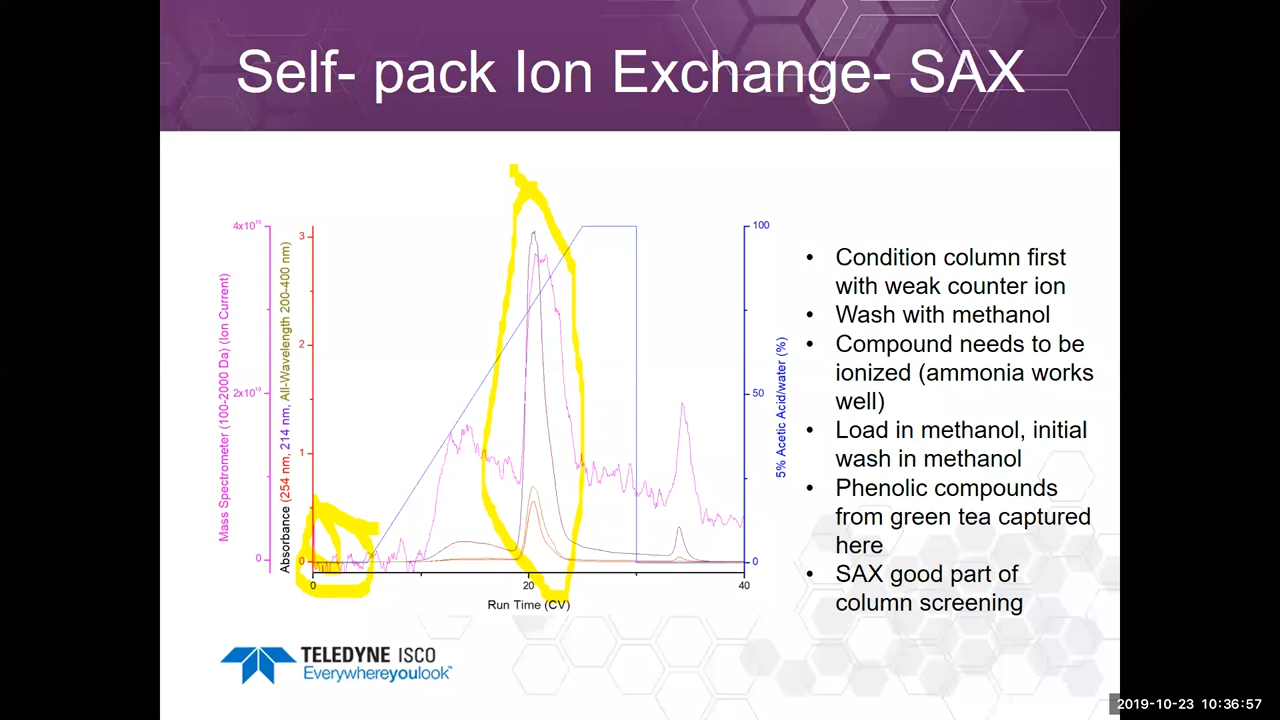 Self- pack Ion Exchange- SAX
Mass Spectrometer (100-2000 Da) (Ion Current)
4x10¹⁰
2x10¹⁰
0
Absorbance (254 nm, 214 nm, All-Wavelength 200-400 nm)
3
2
1
0
0
20
40
Run Time (CV)
100
50
0
5% Acetic Acid/water (%)
• Condition column first
with weak counter ion
• Wash with methanol
• Compound needs to be
ionized (ammonia works
well)
• Load in methanol, initial
wash in methanol
• Phenolic compounds
from green tea captured
here
• SAX good part of
column screening
TELEDYNE ISCO
Everywhereyoulook™
2019-10-23 10:36:57